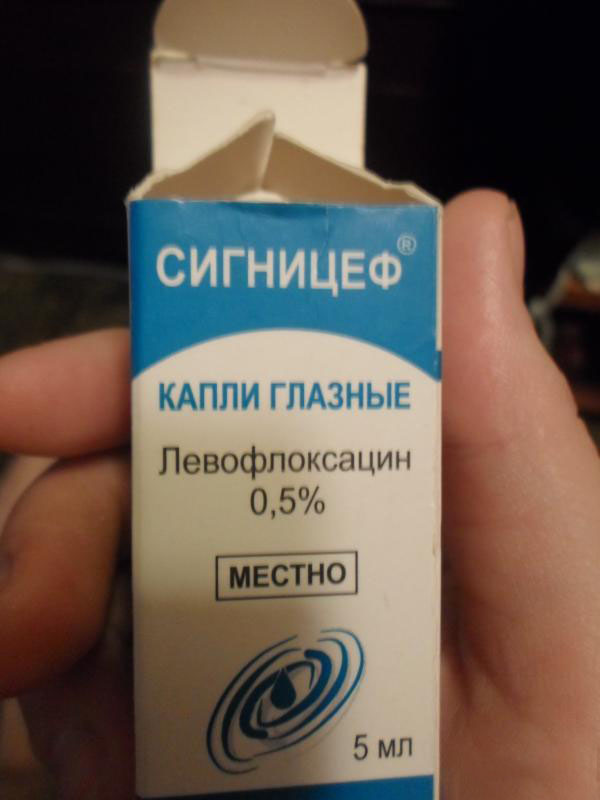 СИГНИЦЕФ®
КАПЛИ ГЛАЗНЫЕ
Левофлоксацин
0,5%
МЕСТНО
5 мл